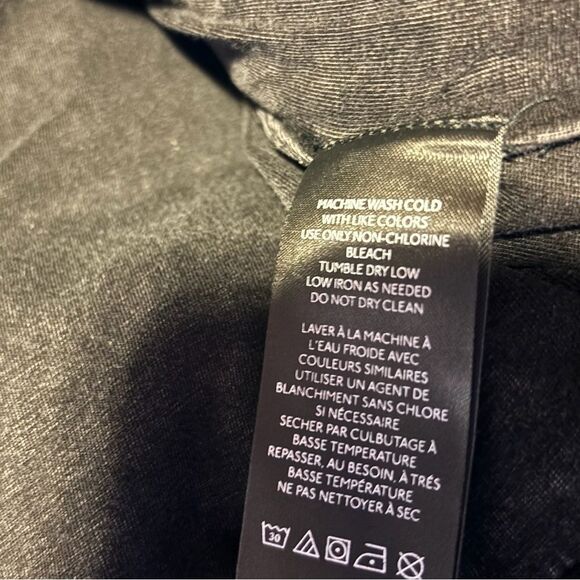 MACHINE WASH COLD
WITH LIKE COLORS
USE ONLY NON-CHLORINE
BLEACH
TUMBLE DRY LOW
LOW IRON AS NEEDED
DO NOT DRY CLEAN
LAVER À LA MACHINE À
L'EAU FROIDE AVEC
COULEURS SIMILAIRES
UTILISER UN AGENT DE
BLANCHIMENT SANS CHLORE
SI NÉCESSAIRE
SECHER PAR CULBUTAGE À
BASSE TEMPERATURE
REPASSER, AU BESOIN, À TRÉS
BASSE TEMPÉRATURE
NE PAS NETTOYER À SEC
30